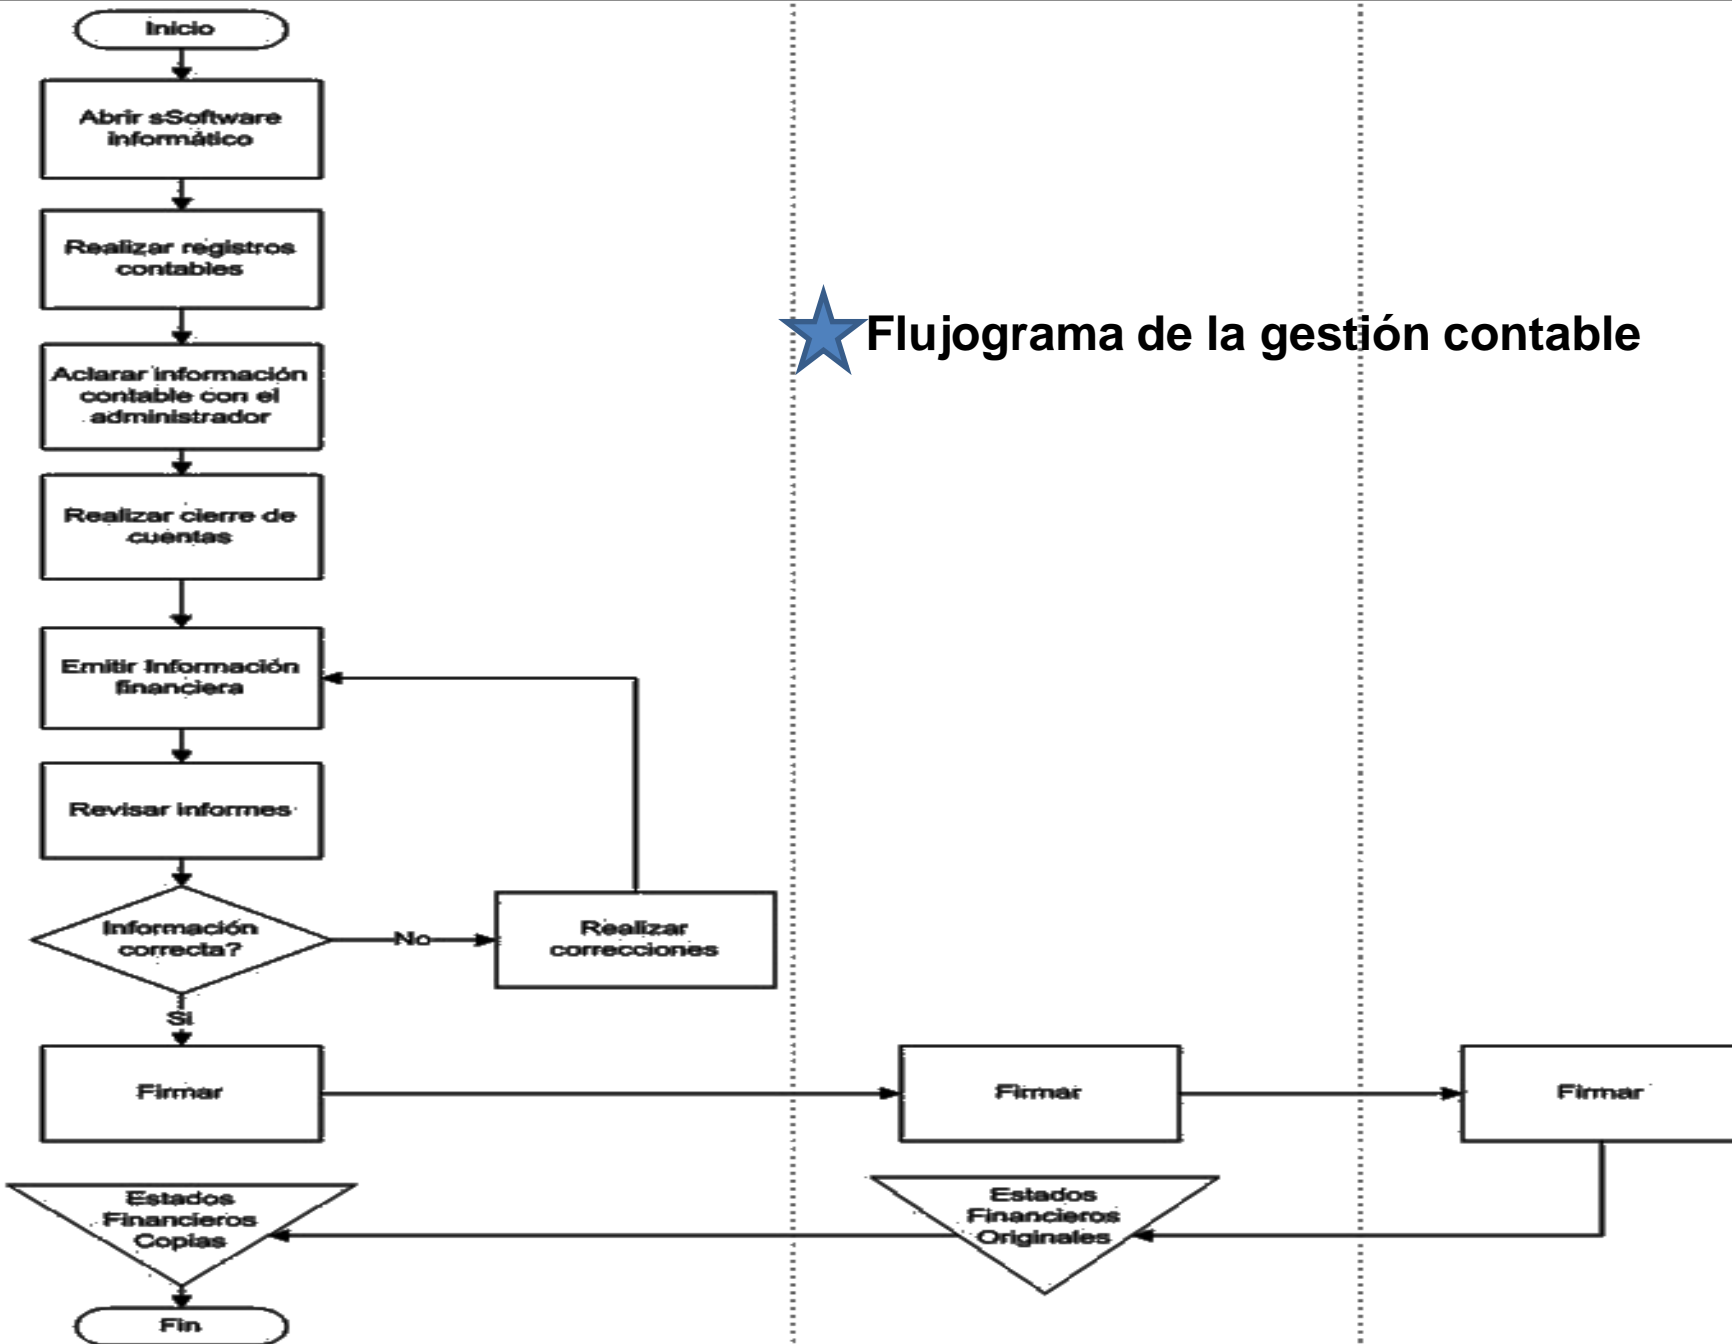 Inicio
Abrir sSoftware
informático
Realizar registros
contables
Flujograma de la gestión contable
Aclarar información
contable con el
administrador
Realizar cierre de
cuentas
Emitir Información
financiera
Revisar informes
Información
correcta?
No
Realizar
correcciones
Si
Firmar
Firmar
Firmar
Estados
Financieros
Copias
Estados
Financieros
Originales
Fin